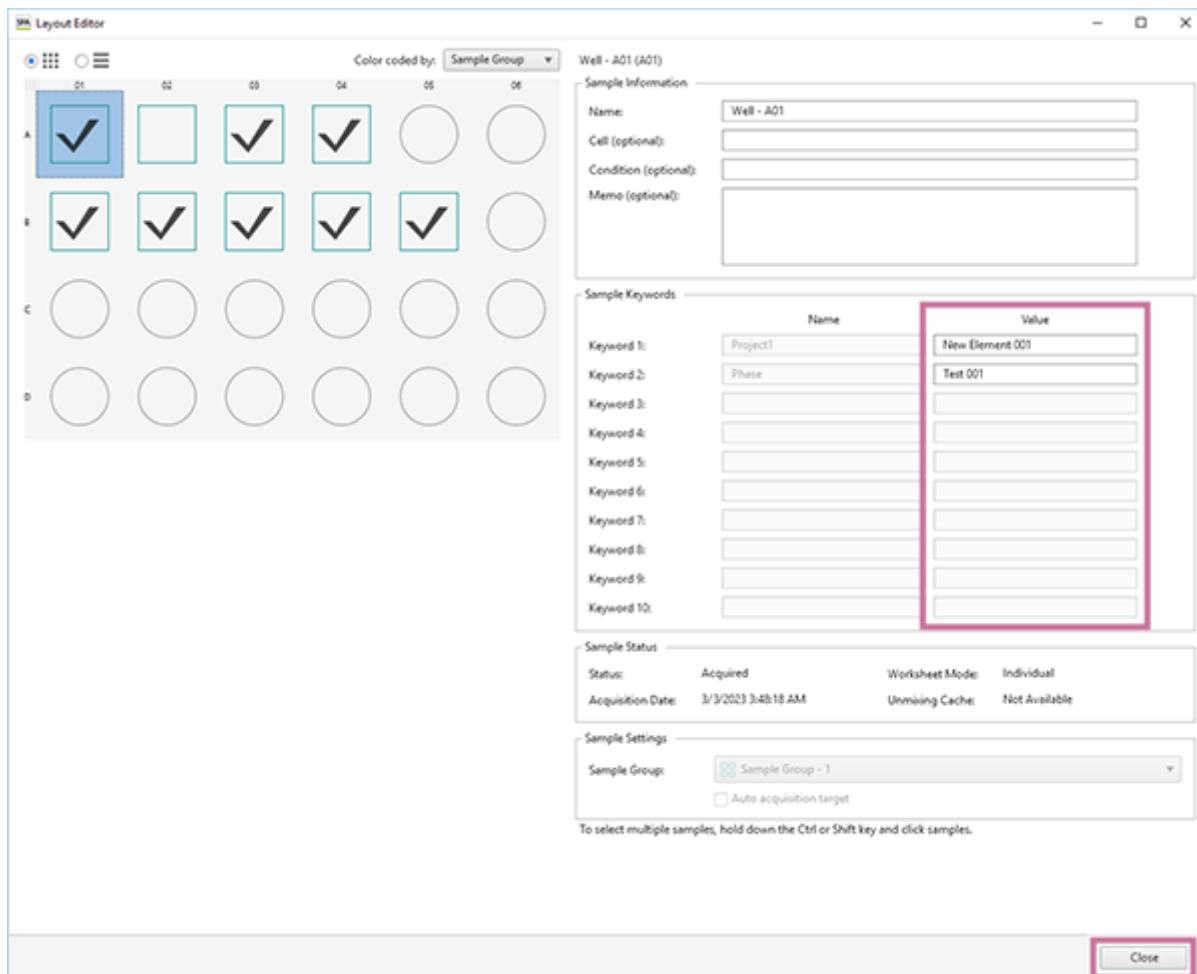 SPA Layout Editor
Color coded by: Sample Group
01 02 03 04 05 06
A
B
C
D
Well - A01 (A01)
Sample Information
Name: Well - A01
Cell (optional):
Condition (optional):
Memo (optional):
Sample Keywords
Name Value
Keyword 1: Project1 New Element 001
Keyword 2: Phase Test 001
Keyword 3:
Keyword 4:
Keyword 5:
Keyword 6:
Keyword 7:
Keyword 8:
Keyword 9:
Keyword 10:
Sample Status
Status: Acquired Worksheet Mode: Individual
Acquisition Date: 3/3/2023 3:48:18 AM Unmixing Cache: Not Available
Sample Settings
Sample Group: Sample Group - 1
Auto acquisition target
To select multiple samples, hold down the Ctrl or Shift key and click samples.
Close